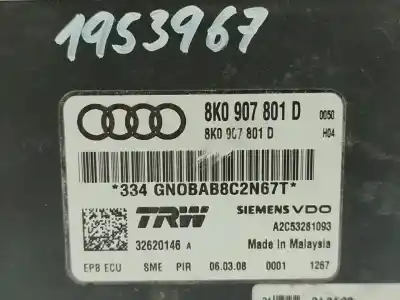 1953967
8K0 907 801 D 0050
8K0 907 801 D H04
*334 GN0BAB8C2N67T*
TRW SIEMENS VDO
32620146 A A2C53281093
Made In Malaysia
EPB ECU SME PIR 06.03.08 0001 1267